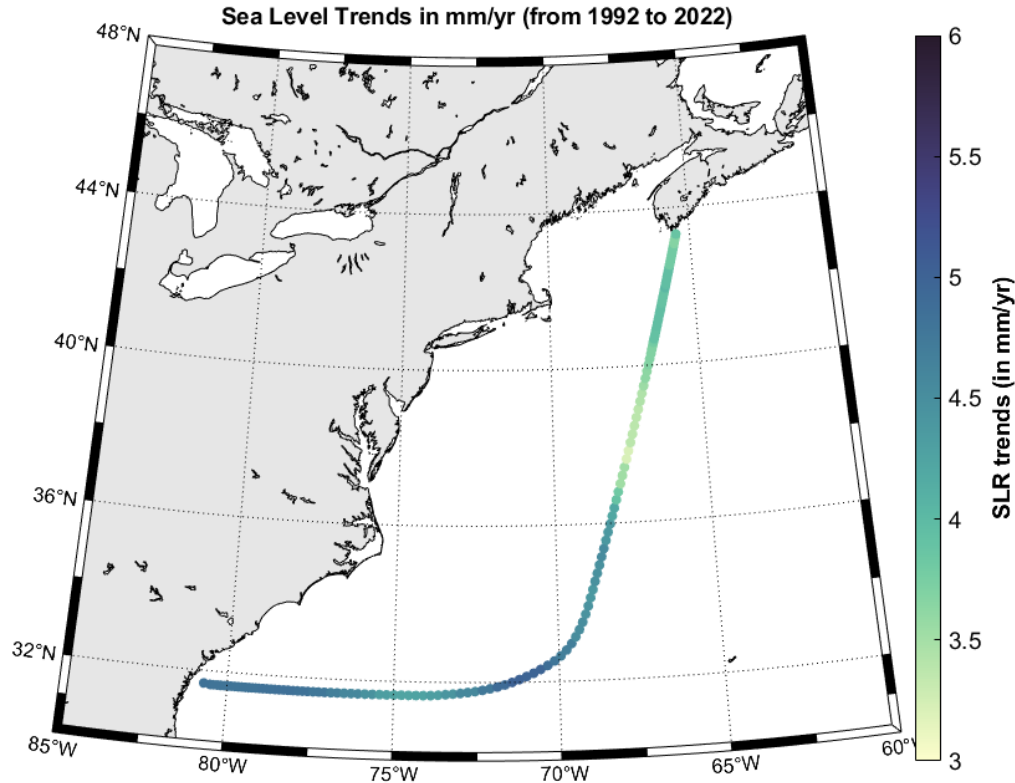 Sea Level Trends in mm/yr (from 1992 to 2022)
48°N
44°N
40°N
36°N
32°N
85°W
80°W
75°W
70°W
65°W
60°W
6
5.5
5
4.5
4
3.5
3
SLR trends (in mm/yr)